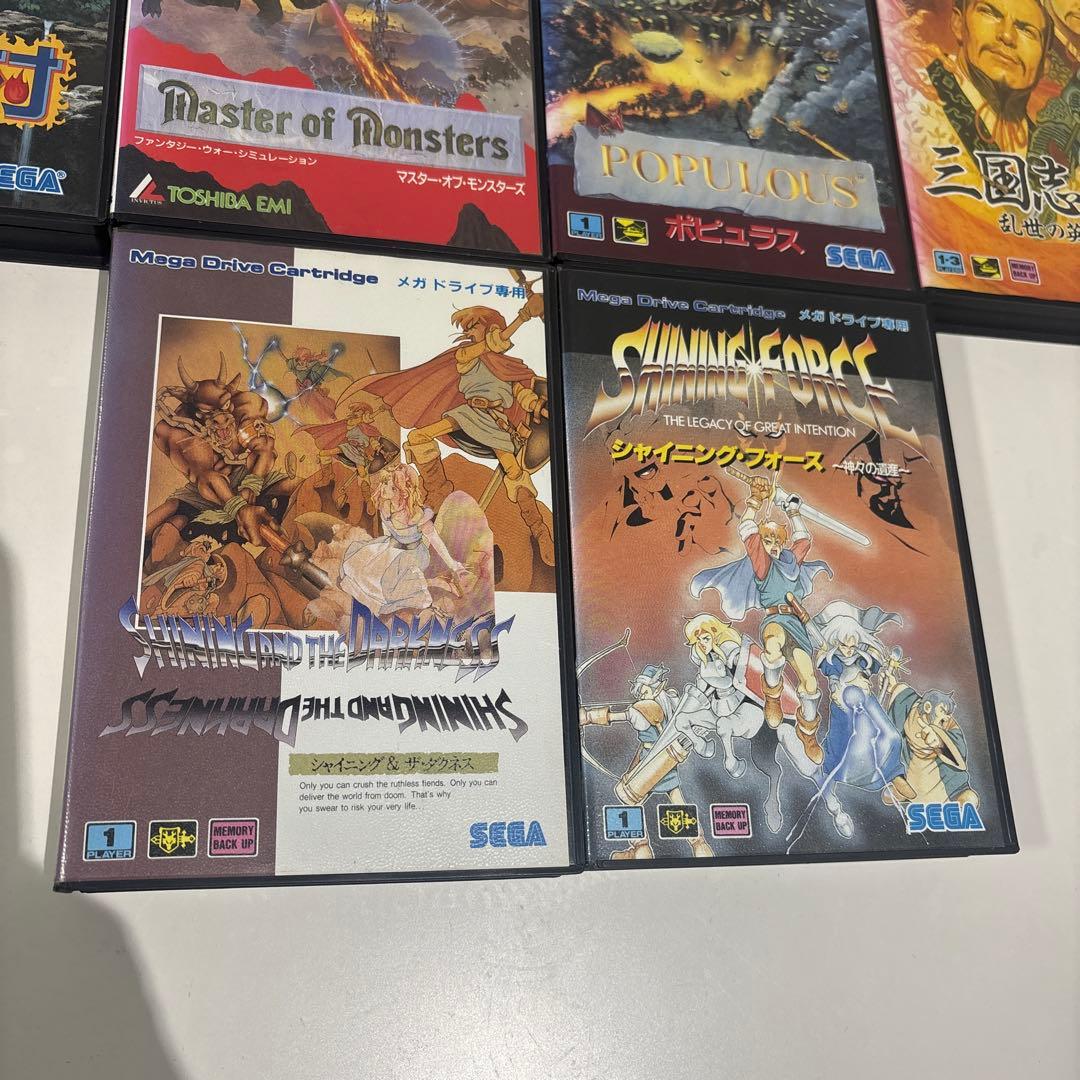 SEGA®
Master of Monsters
ファンタジー・ウォー・シミュレーション
マスター・オブ・モンスターズ
INVICTUS
TOSHIBA EMI
POPULOUS™
1
PLAYER
ポピュラス
SEGA
三国志
乱世の英
1-3
PLAYER
MEMORY
BACK UP
Mega Drive Cartridge メガドライブ専用
SHINING AND THE DARKNESS
SHINING AND THE DARKNESS
シャイニング&ザ・ダクネス
Only you can crush the ruthless fiends. Only you can
deliver the world from doom. That's why
you swear to risk your very life...
1
PLAYER
MEMORY
BACK UP
SEGA
Mega Drive Cartridge メガドライブ専用
SHINING FORCE
THE LEGACY OF GREAT INTENTION
シャイニング・フォース
～神々の遺産～
1
PLAYER
MEMORY
BACK UP
SEGA